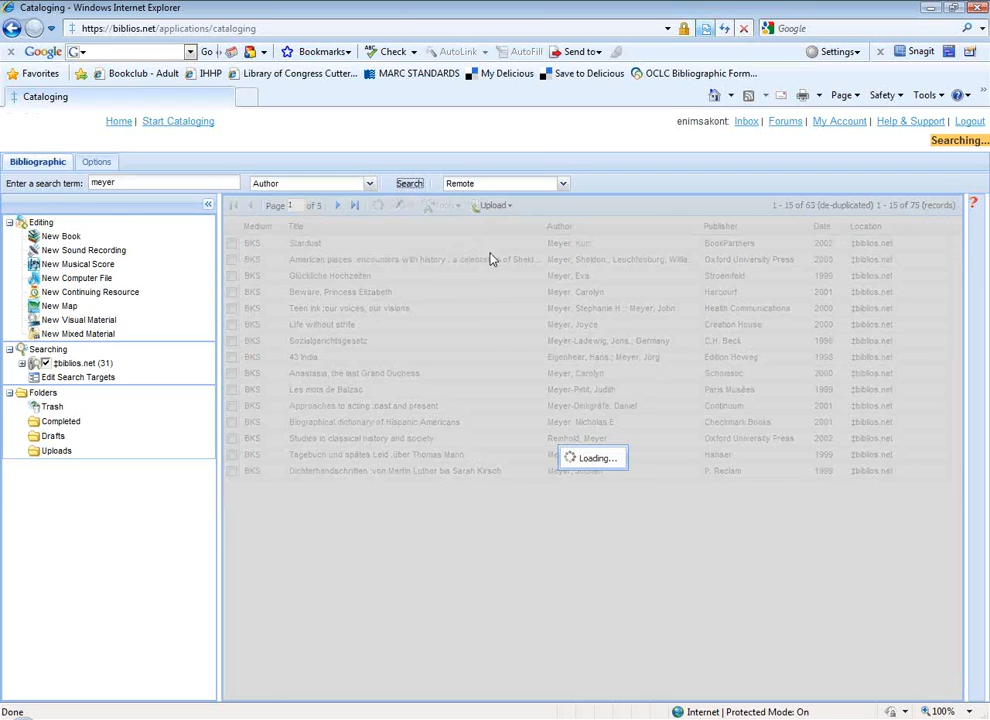 Cataloging - Windows Internet Explorer
https://biblios.net/applications/cataloging
Google
Google Go Bookmarks Check AutoLink AutoFill Send to Settings Snagit
Favorites Bookclub - Adult IHHP Library of Congress Cutter... MARC STANDARDS My Delicious Save to Delicious OCLC Bibliographic Form...
Cataloging
Page Safety Tools
Home | Start Cataloging
enimsakont Inbox | Forums | My Account | Help & Support | Logout
Searching...
Bibliographic Options
Enter a search term: meyer Author Search Remote
Page 1 of 5 Tools Upload 1 - 15 of 63 (de-duplicated) 1 - 15 of 75 (records)
Editing
New Book
New Sound Recording
New Musical Score
New Computer File
New Continuing Resource
New Map
New Visual Material
New Mixed Material
Searching
‡biblios.net (31)
Edit Search Targets
Folders
Trash
Completed
Drafts
Uploads
Medium Title Author Publisher Date Location
BKS Stardust Meyer, BookPartners 2002 ‡biblios.net
BKS American places :encounters with history : a of Shekl... Meyer, Sheldon., Leuchtenburg, Willia. Oxford University Press ‡biblios.net
BKS Glückliche Hochzeiten Meyer, Eva Stroemfeld 1999 ‡biblios.net
BKS Beware, Princess Elizabeth Meyer, Carolyn Harcourt 2001 ‡biblios.net
BKS Teen ink :our voices, our visions Meyer, Stephanie H :: Meyer, John Health Communications 2000 ‡biblios.net
BKS Life without strife Meyer, Joyce Creation House 2000 ‡biblios.net
BKS Sozialgerichtsgesetz Meyer-Ladewig, Jens.; Germany C.H. Beck 1998 ‡biblios.net
BKS 43 India Eigenheer, Hans.; Meyer, Jörg Edition Howeg 1998 ‡biblios.net
BKS Anastasia, the last Grand Duchess Meyer, Carolyn Scholastic 2000 ‡biblios.net
BKS Les mots de Balzac Meyer-Petit, Judith Paris Musées 1999 ‡biblios.net
BKS Approaches to acting :past and present Meyer-Dinkgräfe, Daniel Continuum 2001 ‡biblios.net
BKS Biographical dictionary of Hispanic Americans Meyer, Nicholas E Checkmark Books 2001 ‡biblios.net
BKS Studies in classical history and society Reinhold, Meyer Oxford University Press 2002 ‡biblios.net
BKS Tagebuch und spätes Leid :über Thomas Mann Hanser 1999 ‡biblios.net
BKS Dichterhandschriften :von Martin Luther bis Sarah Kirsch P. Reclam 1999 ‡biblios.net
Loading...
Done Internet | Protected Mode: On 100%